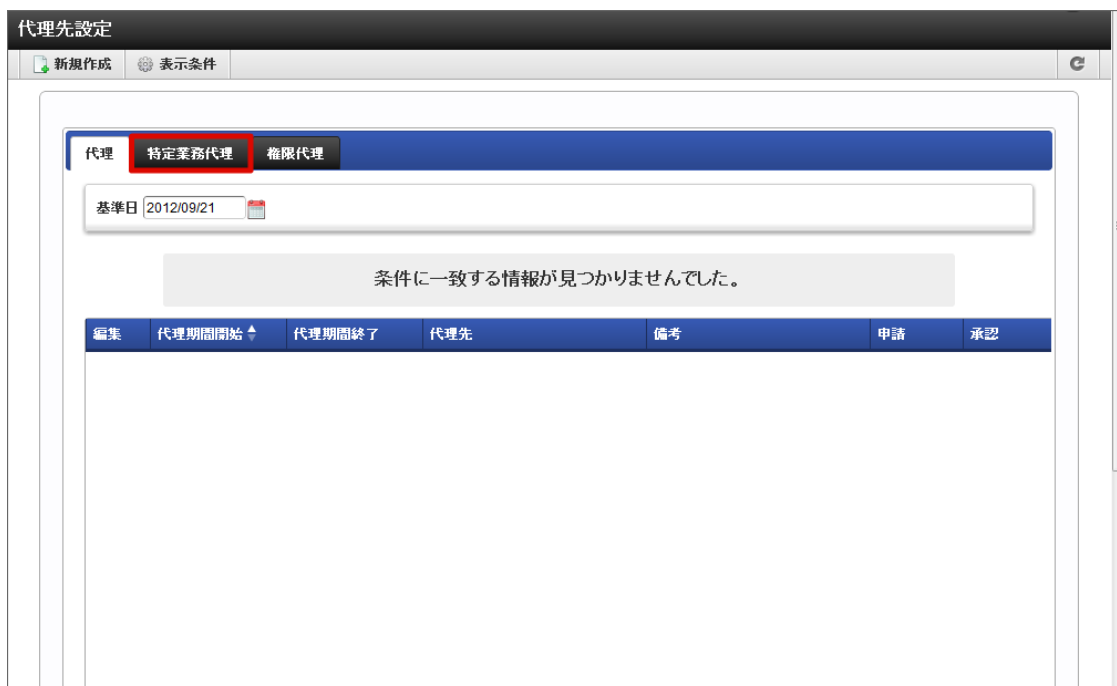 代理先設定
新規作成 表示条件
代理 特定業務代理 権限代理
基準日 2012/09/21
条件に一致する情報が見つかりませんでした。
編集 代理期間開始 代理期間終了 代理先 備考 申請 承認